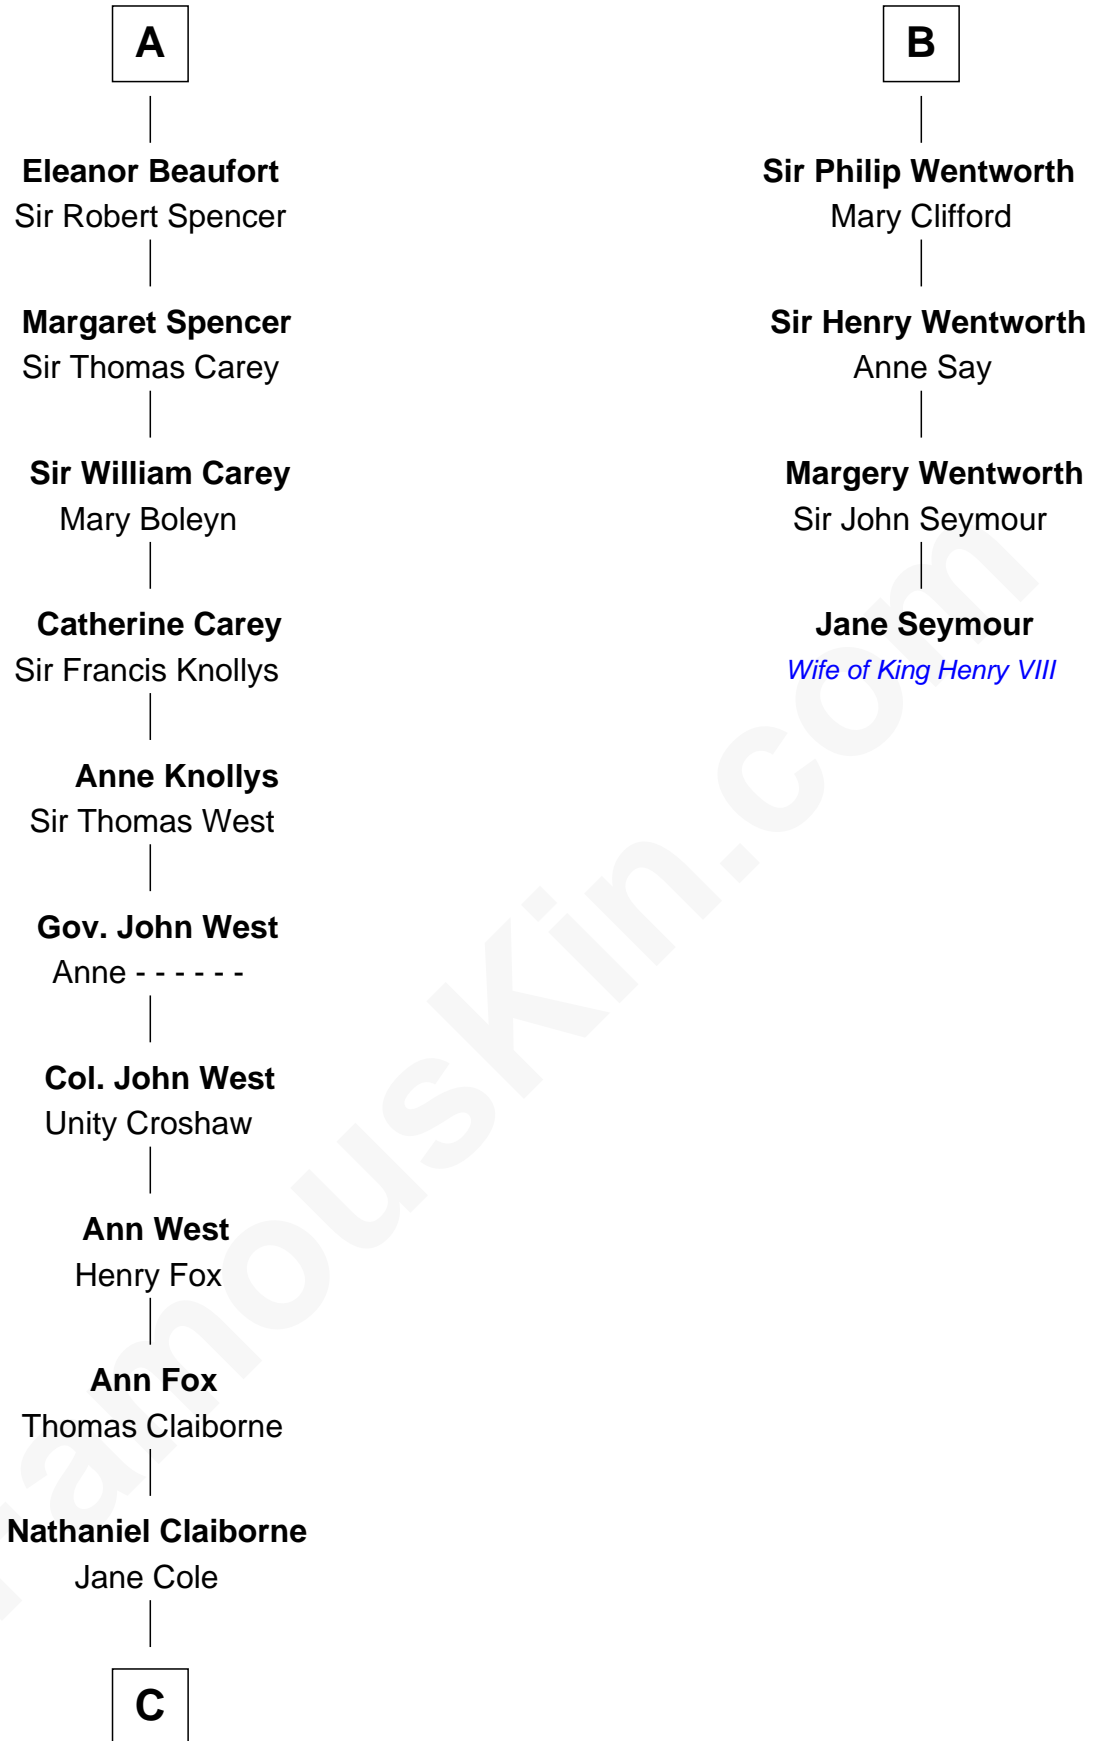 A
Eleanor Beaufort
Sir Robert Spencer
Margaret Spencer
Sir Thomas Carey
Sir William Carey
Mary Boleyn
Catherine Carey
Sir Francis Knollys
Anne Knollys
Sir Thomas West
Gov. John West
Anne - - - - - -
Col. John West
Unity Croshaw
Ann West
Henry Fox
Ann Fox
Thomas Claiborne
Nathaniel Claiborne
Jane Cole
C
B
Sir Philip Wentworth
Mary Clifford
Sir Henry Wentworth
Anne Say
Margery Wentworth
Sir John Seymour
Jane Seymour
Wife of King Henry VIII
FamousKin.com